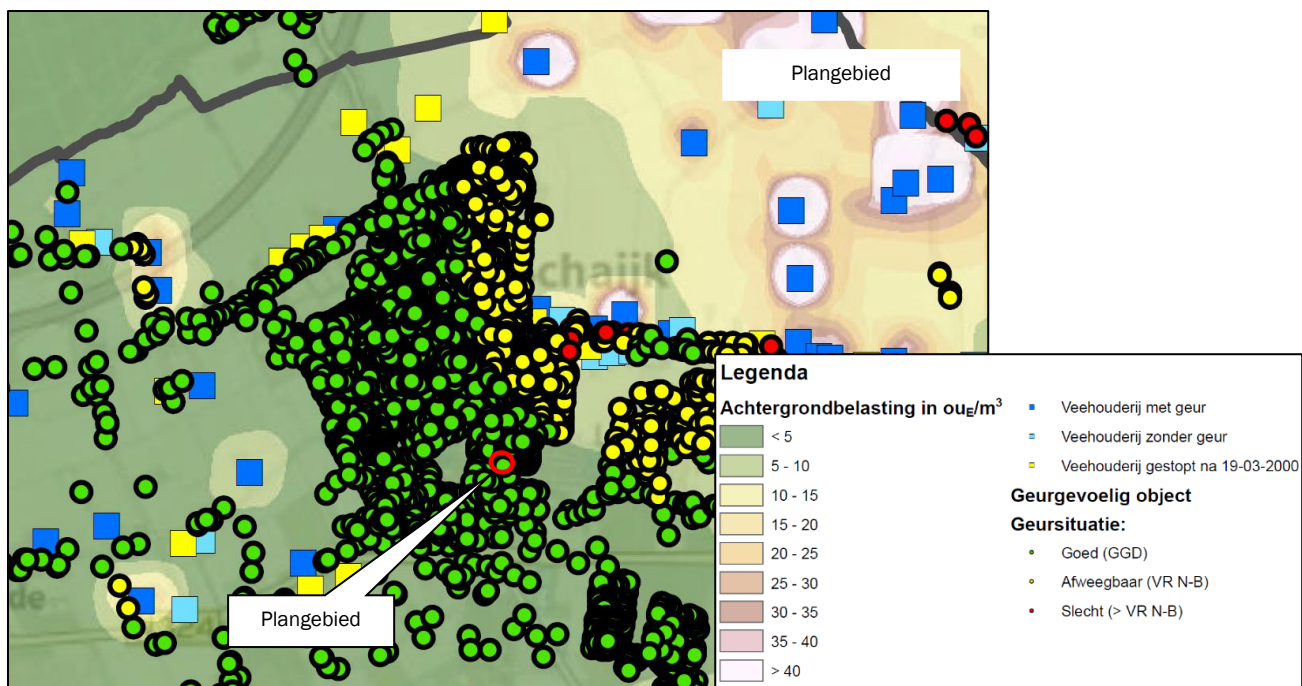 Plangebied
chaijk
de
Plangebied
Legenda
Achtergrondbelasting in ouE/m³
< 5
5 - 10
10 - 15
15 - 20
20 - 25
25 - 30
30 - 35
35 - 40
> 40
Veehouderij met geur
Veehouderij zonder geur
Veehouderij gestopt na 19-03-2000
Geurgevoelig object
Geursituatie:
Goed (GGD)
Afweegbaar (VR N-B)
Slecht (> VR N-B)